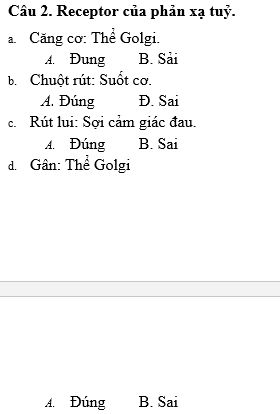 Câu 2. Receptor của phản xạ tuỷ.
a. Căng cơ: Thể Golgi.
A. Đung B. Sải
b. Chuột rút: Suốt cơ.
A. Đúng Đ. Sai
c. Rút lui: Sợi cảm giác đau.
A. Đúng B. Sai
d. Gân: Thể Golgi
A. Đúng B. Sai